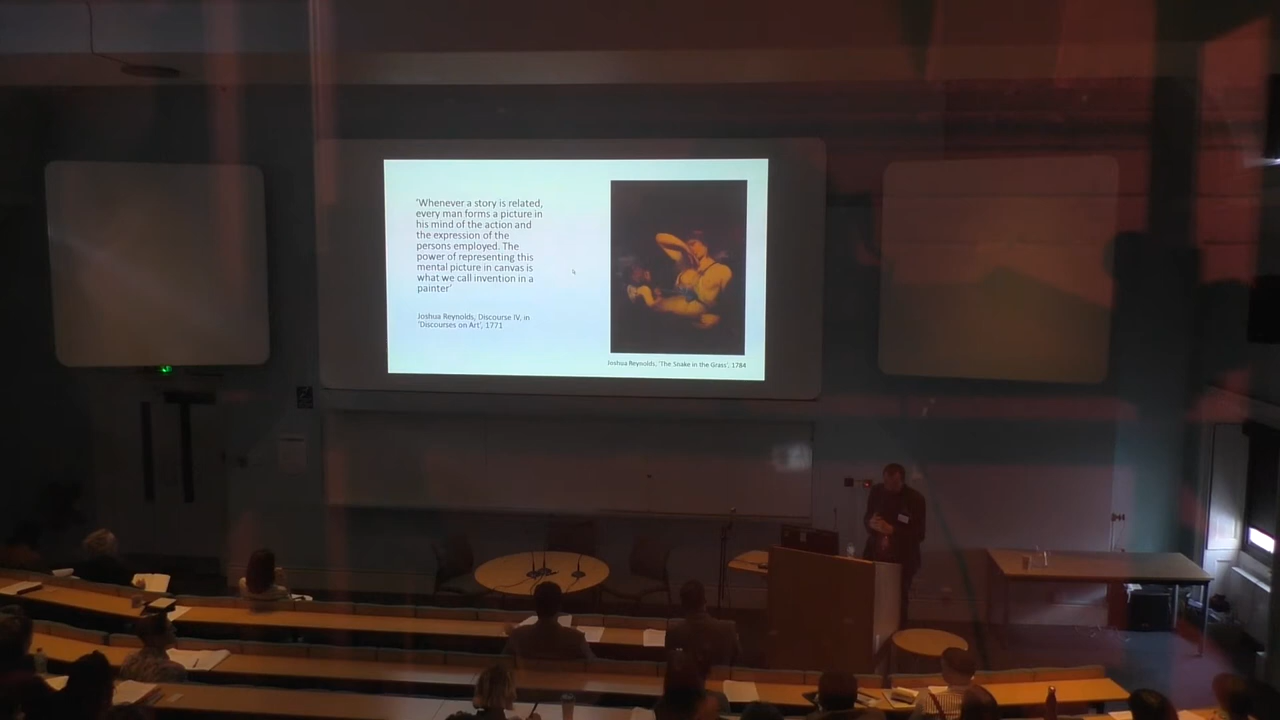 'Whenever a story is related,
every man forms a picture in
his mind of the action and
the expression of the
persons employed. The
power of representing this
mental picture in canvas is
what we call invention in a
painter'
Joshua Reynolds, Discourse IV, in
'Discourses on Art', 1771
Joshua Reynolds, 'The Snake in the Grass', 1784